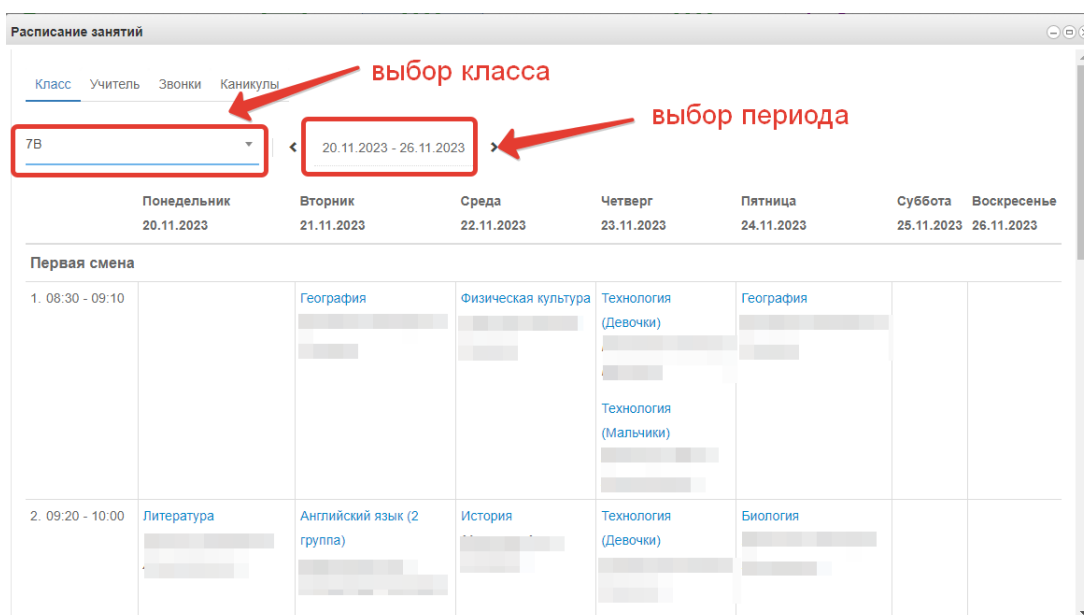 Расписание занятий
выбор класса
Класс Учитель Звонки Каникулы
выбор периода
7В
20.11.2023 - 26.11.2023
Понедельник Вторник Среда Четверг Пятница Суббота Воскресенье
20.11.2023 21.11.2023 22.11.2023 23.11.2023 24.11.2023 25.11.2023 26.11.2023
Первая смена
1. 08:30 - 09:10 География Физическая культура Технология География
(Девочки)
Технология
(Мальчики)
2. 09:20 - 10:00 Литература Английский язык (2 История Технология Биология
группа) (Девочки)